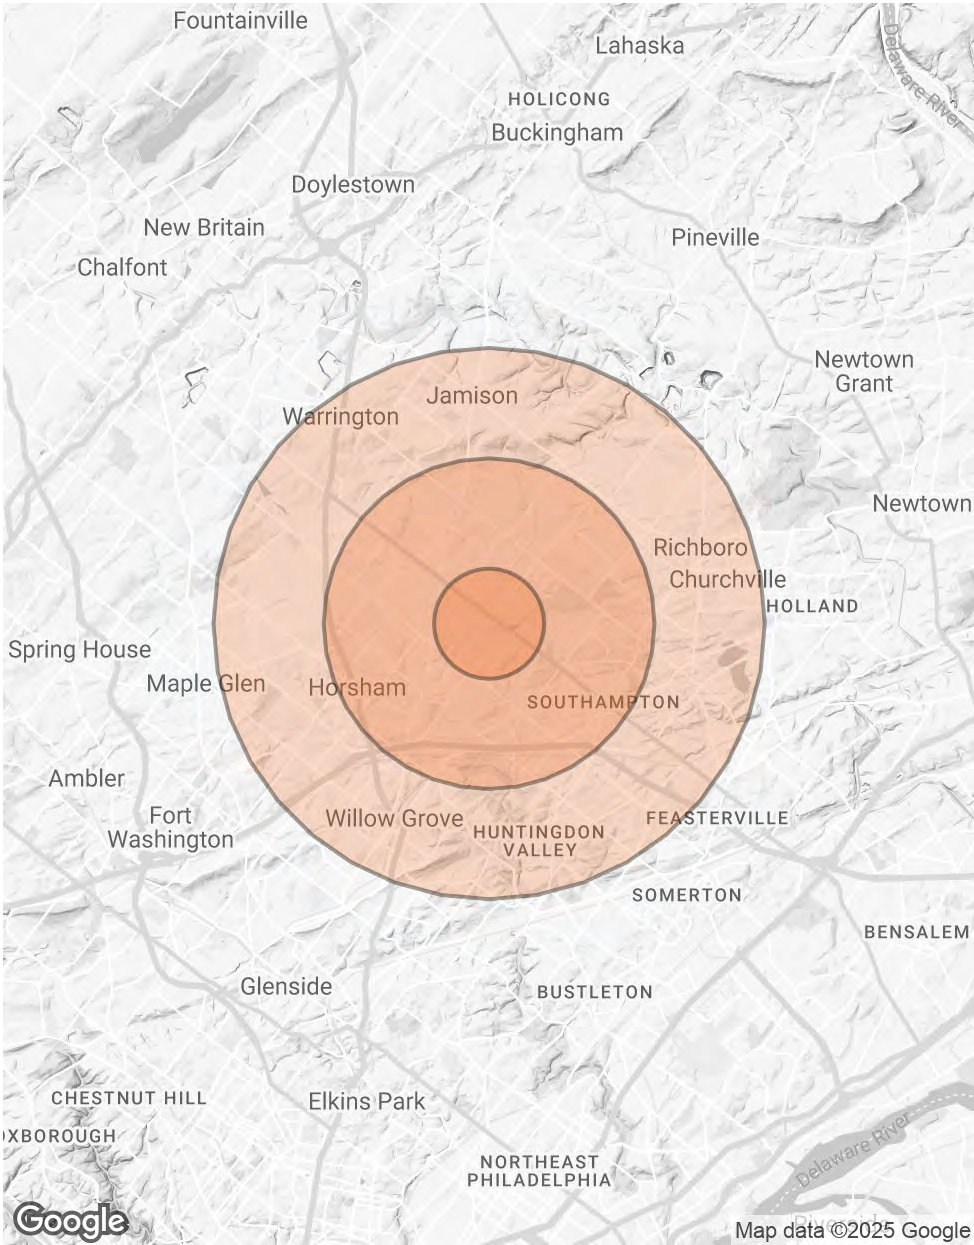 Fountainville
Lahaska
Delaware River
HOLICONG
Buckingham
Doylestown
New Britain
Pineville
Chalfont
Newtown
Grant
Jamison
Warrington
Newtown
Richboro
Churchville
HOLLAND
Spring House
Maple Glen
Horsham
SOUTHAMPTON
Ambler
Fort
Washington
Willow Grove
FEASTERVILLE
HUNTINGDON
VALLEY
SOMERTON
BENSALEM
Glenside
BUSTLETON
CHESTNUT HILL
Elkins Park
OXBOROUGH
Delaware River
NORTHEAST
PHILADELPHIA
Google
Map data ©2025 Google